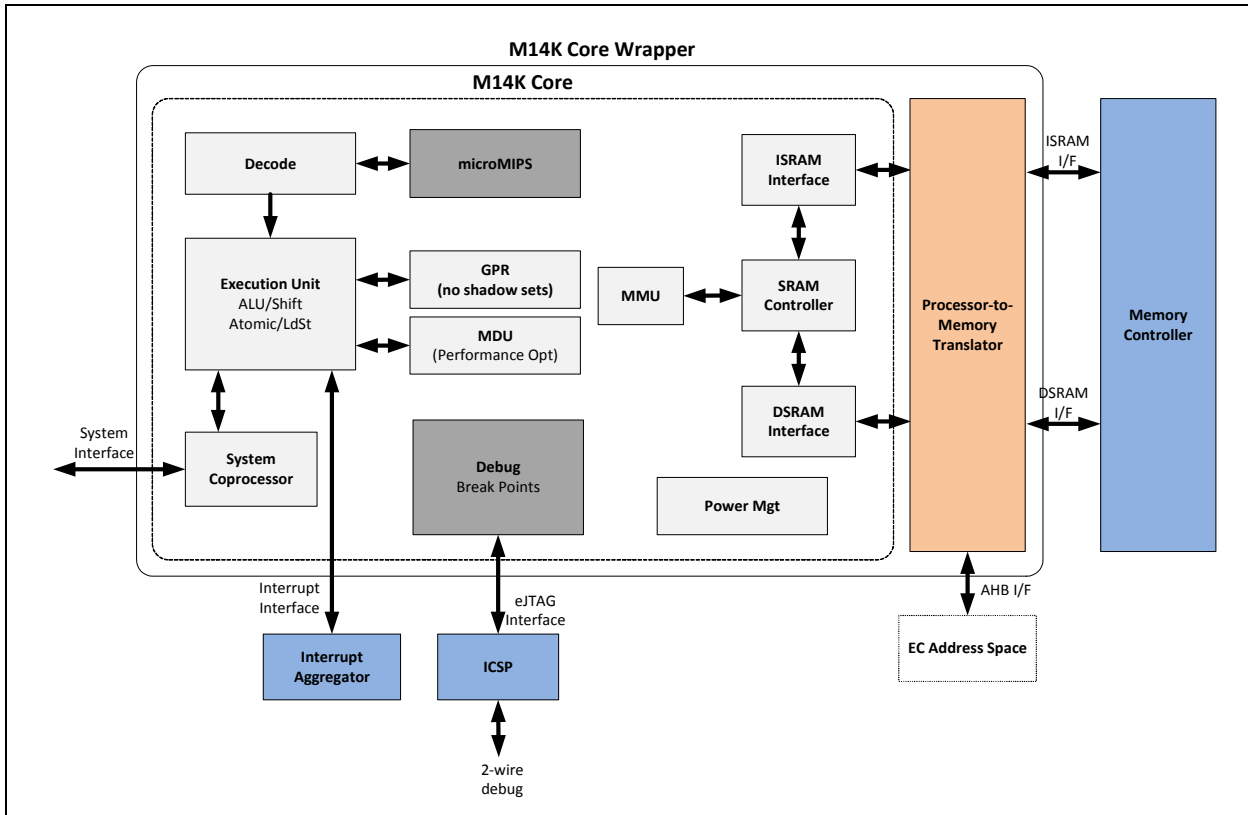 M14K Core Wrapper
M14K Core
Decode
microMIPS
ISRAM
Interface
ISRAM
I/F
Execution Unit
ALU/Shift
Atomic/LdSt
GPR
(no shadow sets)
MDU
(Performance Opt)
MMU
SRAM
Controller
Processor-to-
Memory
Translator
Memory
Controller
DSRAM
Interface
DSRAM
I/F
System
Interface
System
Coprocessor
Debug
Break Points
Power Mgt
Interrupt
Interface
eJTAG
Interface
AHB I/F
Interrupt
Aggregator
ICSP
EC Address Space
2-wire
debug